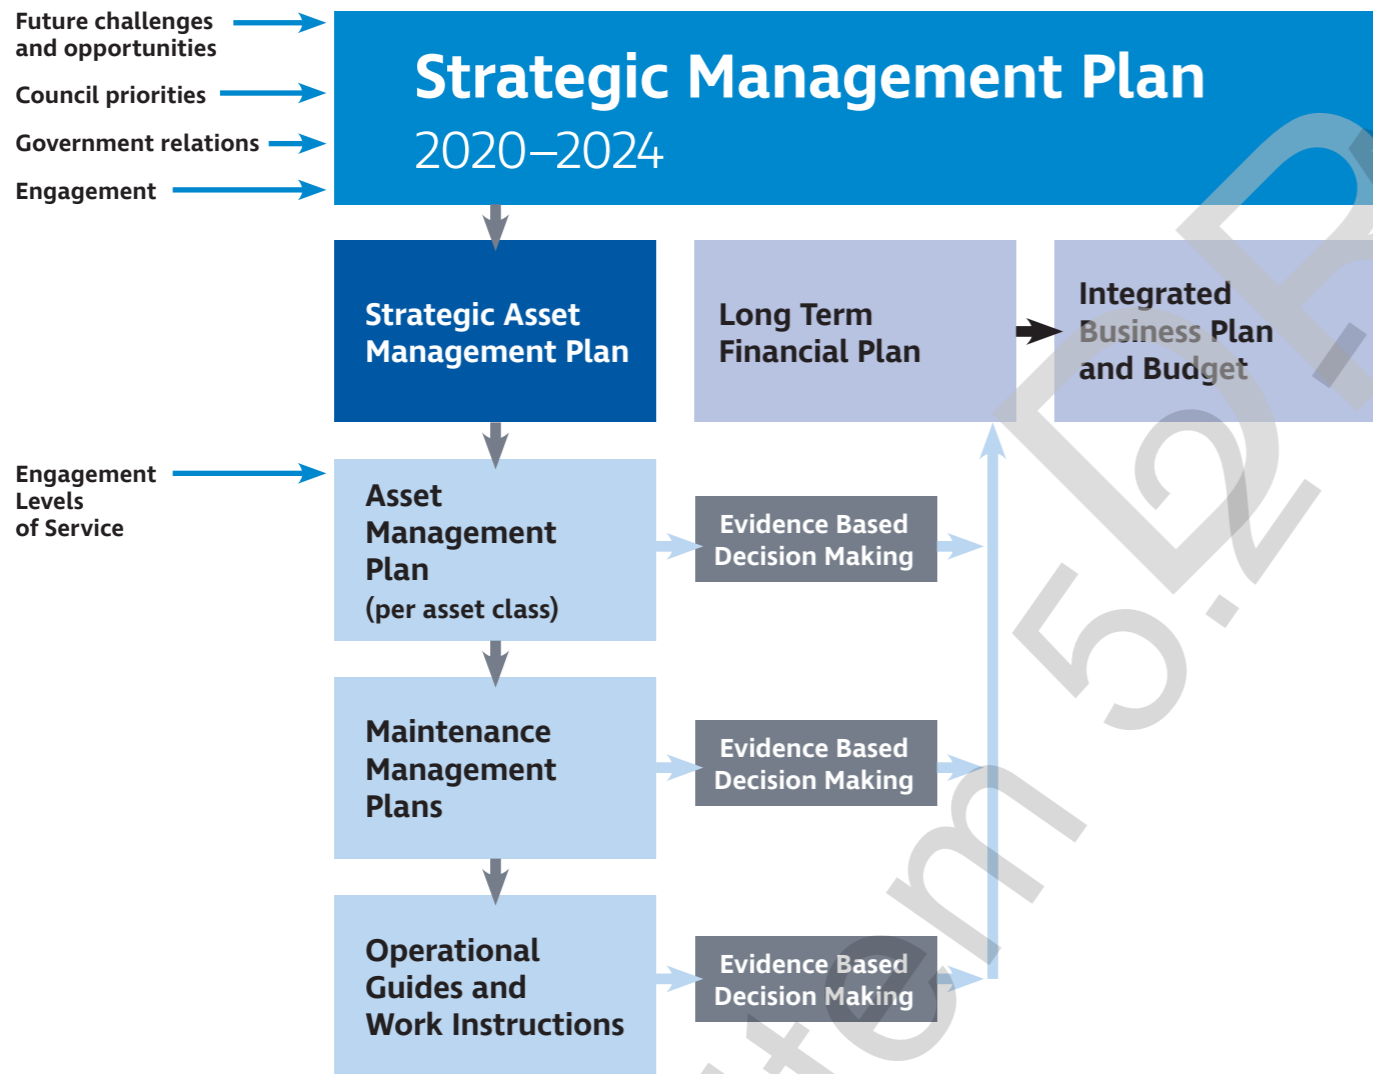 Future challenges
and opportunities
Council priorities
Government relations
Engagement
Strategic Management Plan
2020–2024
Strategic Asset
Management Plan
Long Term
Financial Plan
Integrated
Business Plan
and Budget
Engagement
Levels
of Service
Asset
Management
Plan
(per asset class)
Evidence Based
Decision Making
Maintenance
Management
Plans
Evidence Based
Decision Making
Operational
Guides and
Work Instructions
Evidence Based
Decision Making
Item 5.2